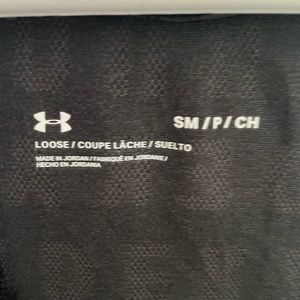 SM / P / CH
LOOSE / COUPE LÂCHE / SUELTO
MADE IN JORDAN / FABRIQUÉ EN JORDANIE /
HECHO EN JORDANIA